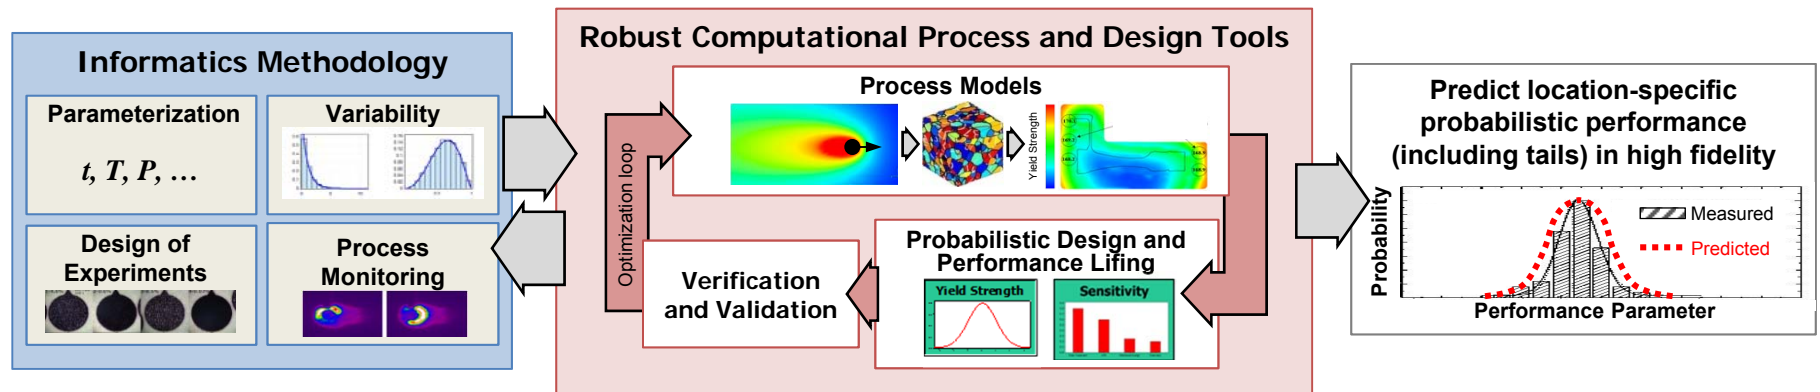 Informatics Methodology
Parameterization
t, T, P, …
Variability
Design of
Experiments
Process
Monitoring
Robust Computational Process and Design Tools
Optimization loop
Process Models
Yield Strength
Probabilistic Design and
Performance Lifing
Yield Strength
Sensitivity
Verification
and Validation
Predict location-specific
probabilistic performance
(including tails) in high fidelity
Probability
Measured
Predicted
Performance Parameter